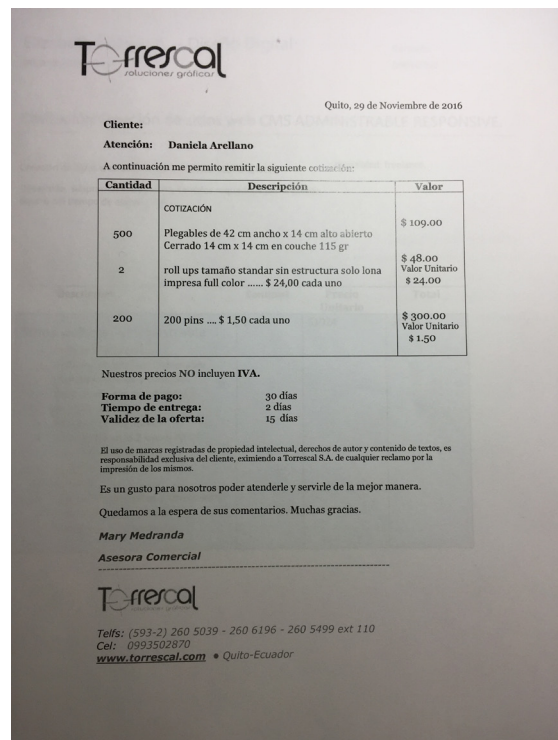 Torrescal
soluciones gráficas
Quito, 29 de Noviembre de 2016
Cliente:
Atención: Daniela Arellano
A continuación me permito remitir la siguiente cotización:
Cantidad Descripción Valor
COTIZACIÓN
$ 109.00
500 Plegables de 42 cm ancho x 14 cm alto abierto
Cerrado 14 cm x 14 cm en couche 115 gr
$ 48.00
2 roll ups tamaño standar sin estructura solo lona Valor Unitario
impresa full color ...... $ 24,00 cada uno $ 24.00
200 200 pins .... $ 1,50 cada uno $ 300.00
Valor Unitario
$ 1.50
Nuestros precios NO incluyen IVA.
Forma de pago: 30 días
Tiempo de entrega: 2 días
Validez de la oferta: 15 días
El uso de marcas registradas de propiedad intelectual, derechos de autor y contenido de textos, es
responsabilidad exclusiva del cliente, eximiendo a Torrescal S.A. de cualquier reclamo por la
impresión de los mismos.
Es un gusto para nosotros poder atenderle y servirle de la mejor manera.
Quedamos a la espera de sus comentarios. Muchas gracias.
Mary Medranda
Asesora Comercial
Torrescal
soluciones gráficas
Telfs: (593-2) 260 5039 - 260 6196 - 260 5499 ext 110
Cel: 0993502870
www.torrescal.com • Quito-Ecuador